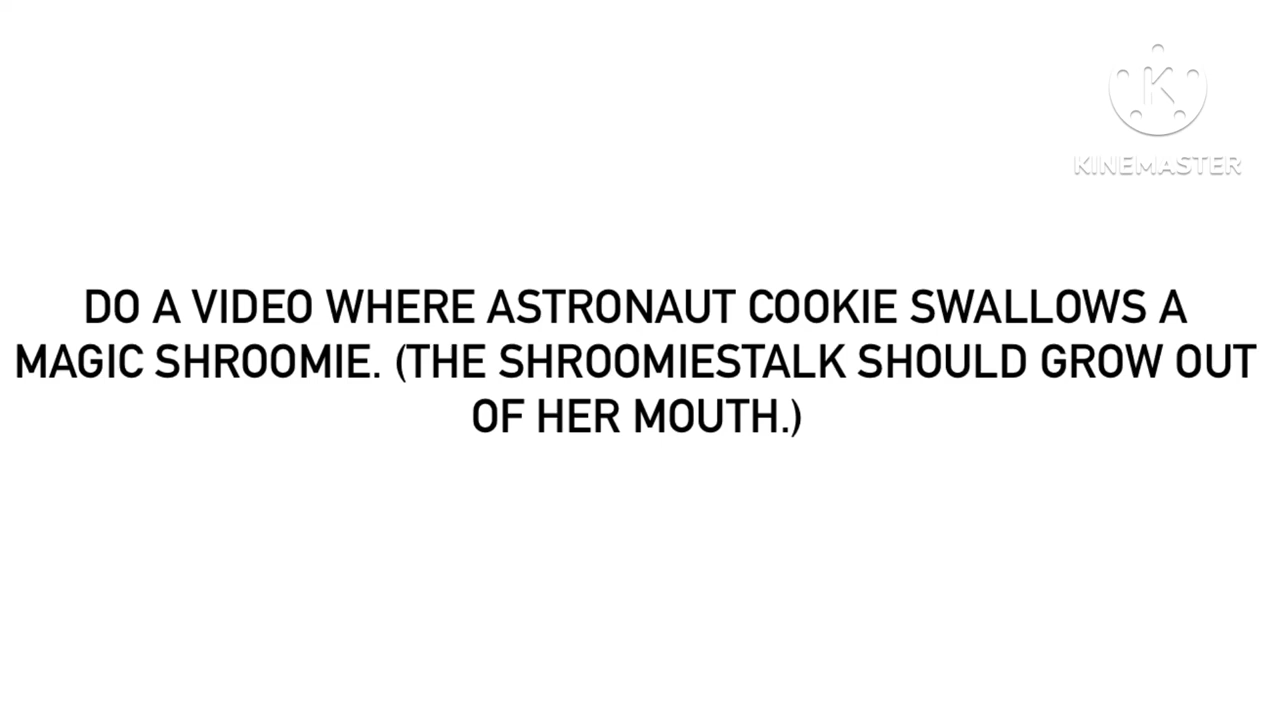 KINEMASTER
DO A VIDEO WHERE ASTRONAUT COOKIE SWALLOWS A
MAGIC SHROOMIE. (THE SHROOMIESTALK SHOULD GROW OUT
OF HER MOUTH.)